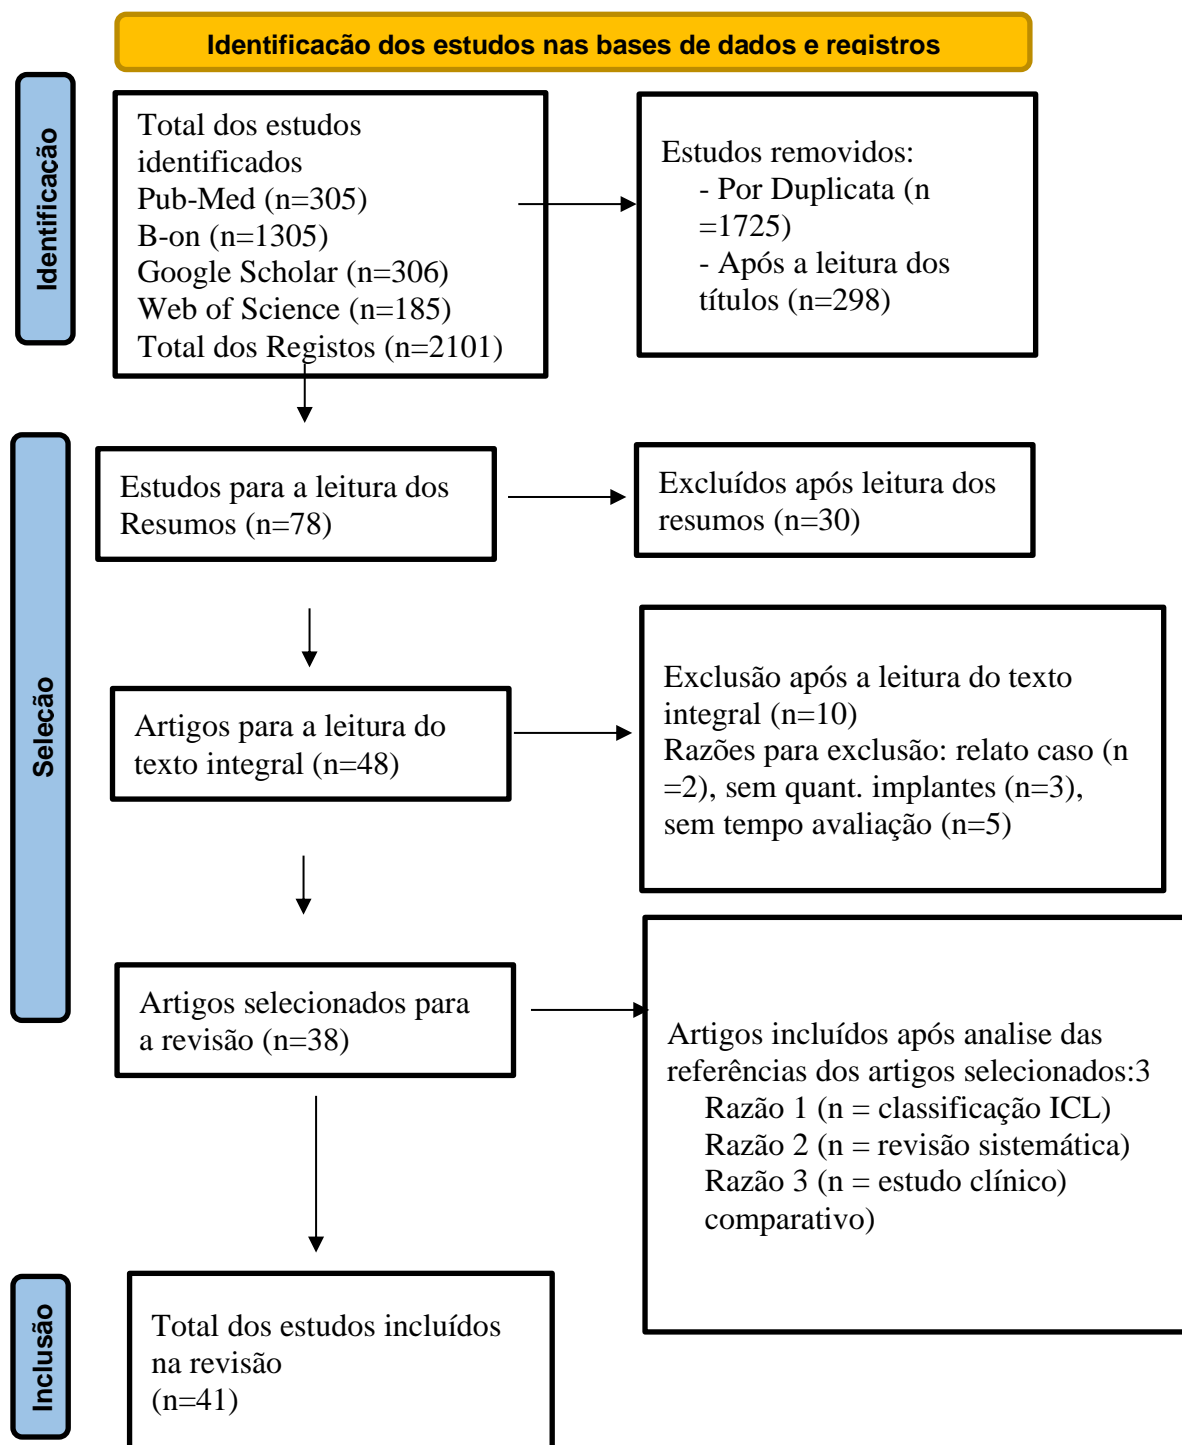 Identificação dos estudos nas bases de dados e registros
Identificação
Total dos estudos
identificados
Pub-Med (n=305)
B-on (n=1305)
Google Scholar (n=306)
Web of Science (n=185)
Total dos Registos (n=2101)
Estudos removidos:
- Por Duplicata (n
=1725)
- Após a leitura dos
títulos (n=298)
Seleção
Estudos para a leitura dos
Resumos (n=78)
Excluídos após leitura dos
resumos (n=30)
Artigos para a leitura do
texto integral (n=48)
Exclusão após a leitura do texto
integral (n=10)
Razões para exclusão: relato caso (n
=2), sem quant. implantes (n=3),
sem tempo avaliação (n=5)
Artigos selecionados para
a revisão (n=38)
Artigos incluídos após analise das
referências dos artigos selecionados:3
Razão 1 (n = classificação ICL)
Razão 2 (n = revisão sistemática)
Razão 3 (n = estudo clínico)
comparativo)
Inclusão
Total dos estudos incluídos
na revisão
(n=41)